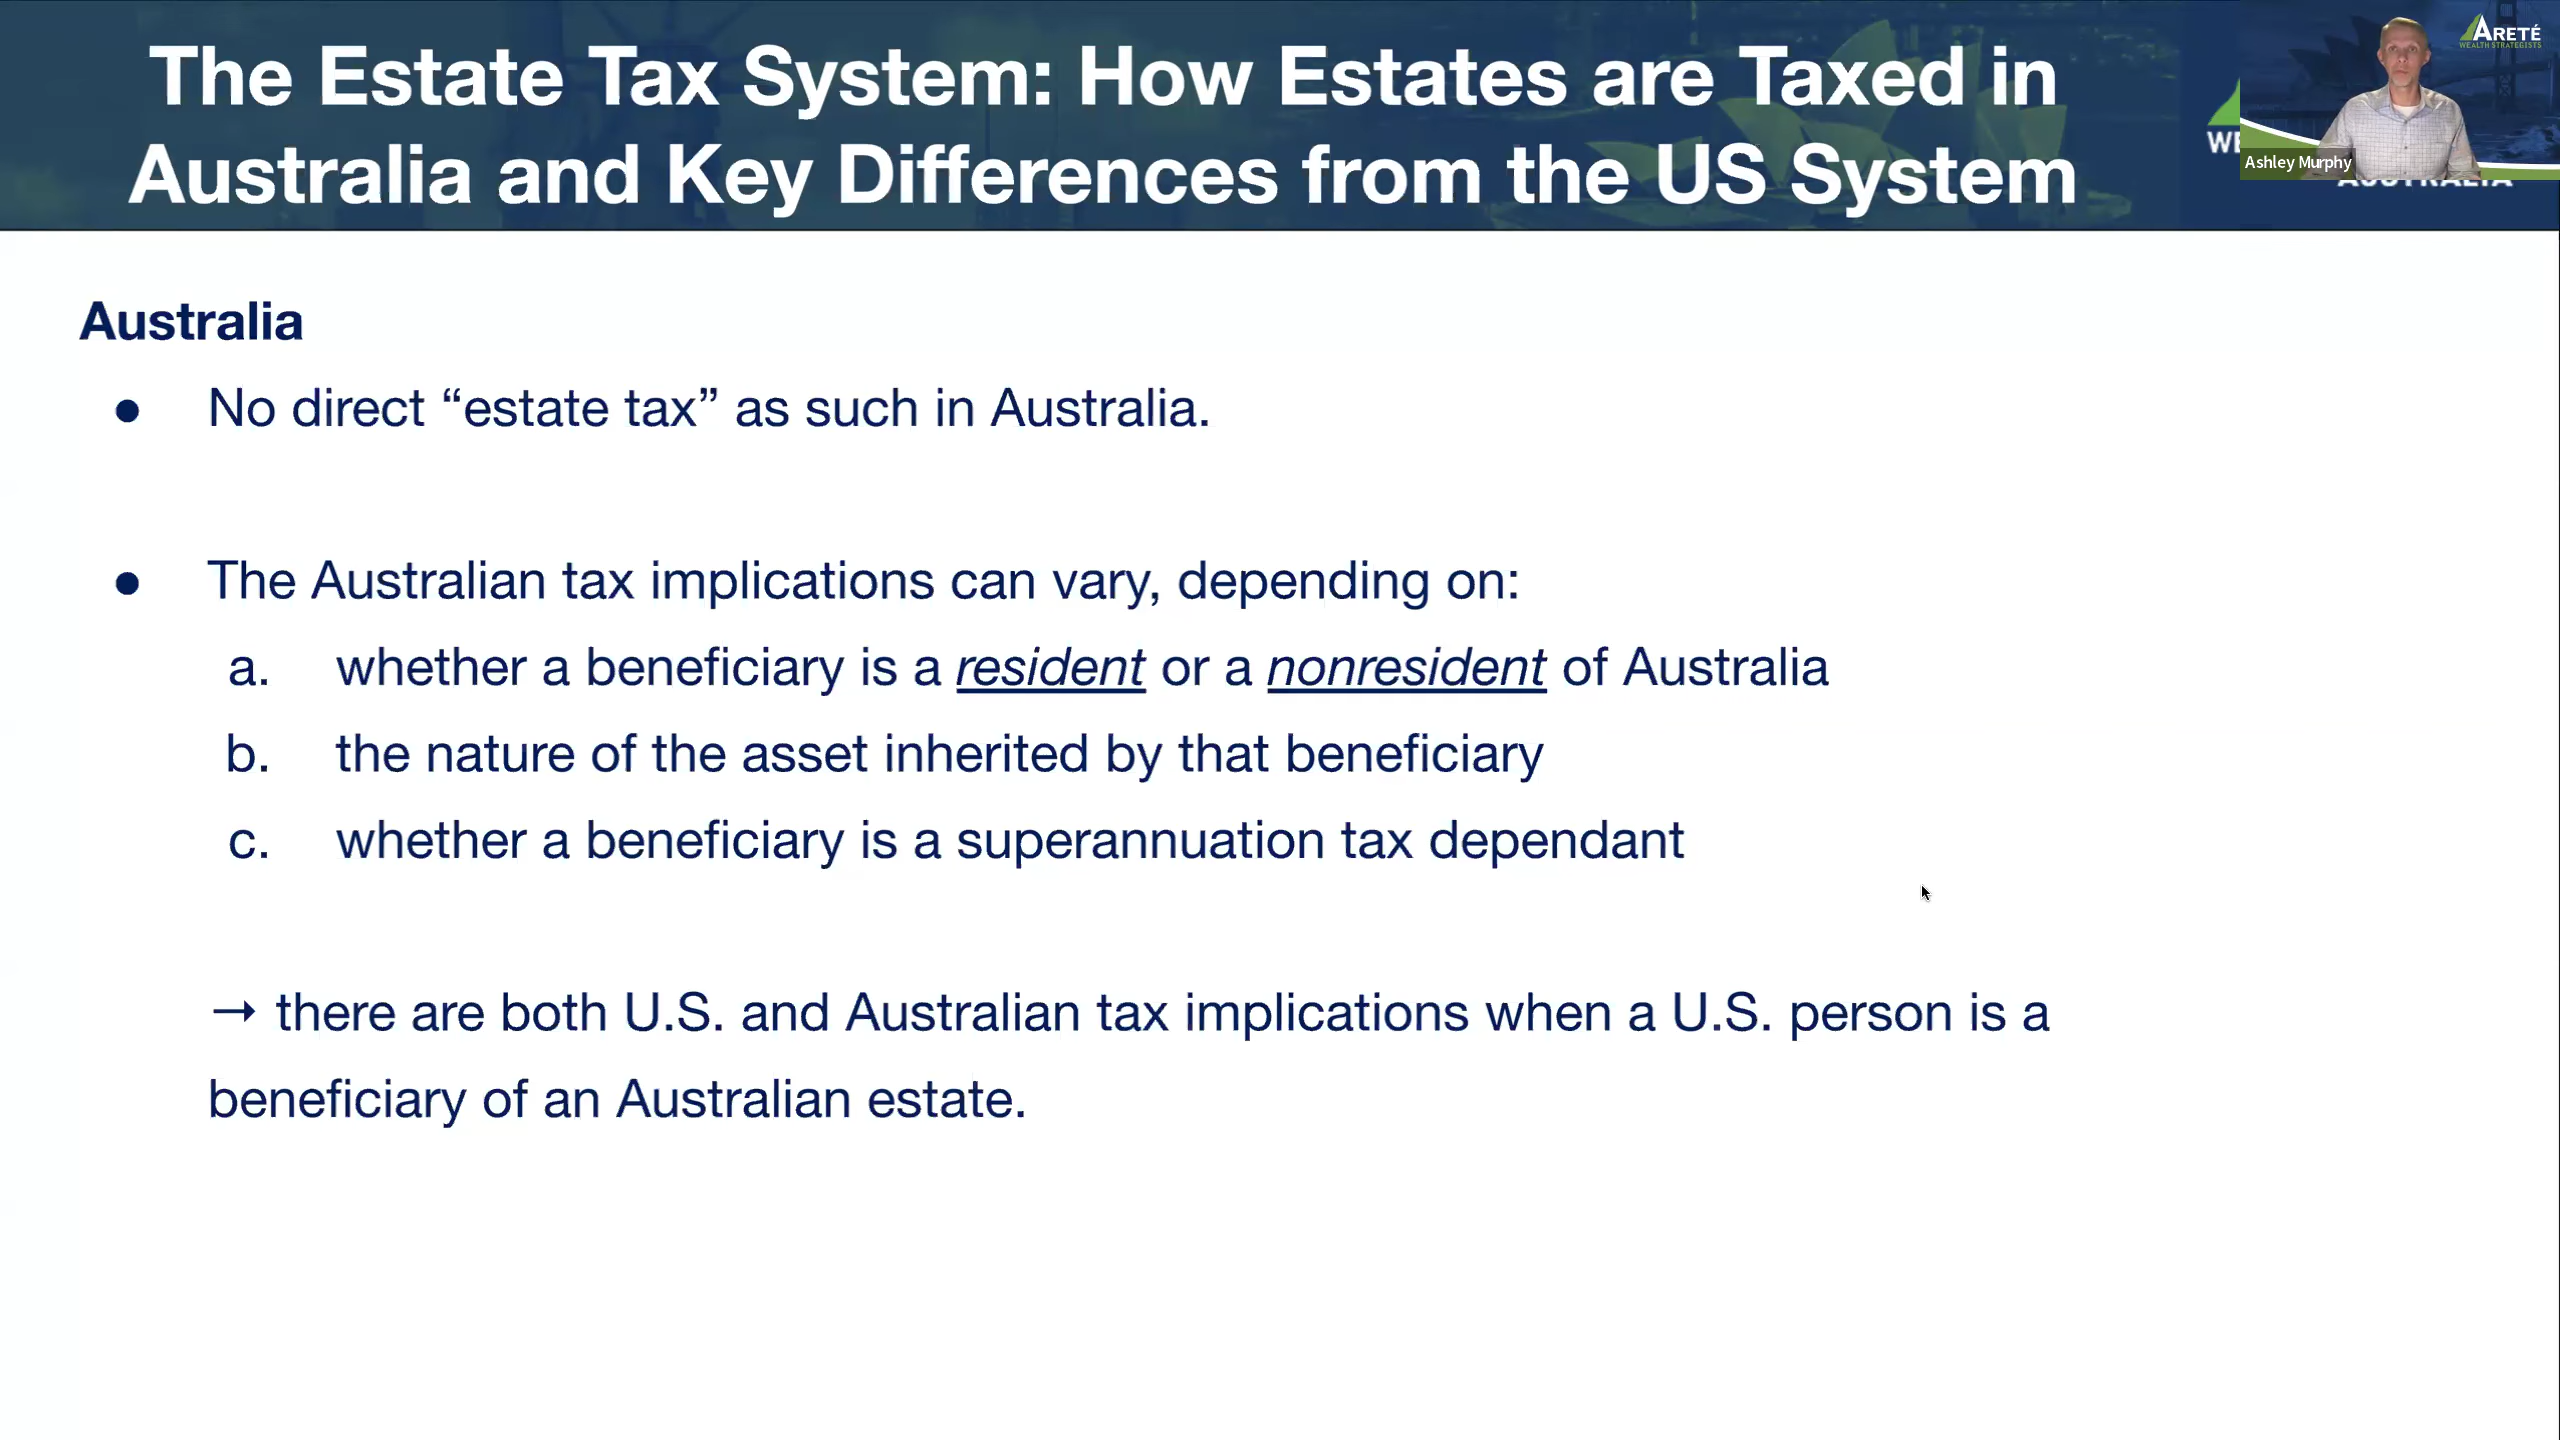 The Estate Tax System: How Estates are Taxed in
Australia and Key Differences from the US System
ARETÉ
WEALTH STRATEGISTS
Ashley Murphy
Australia
● No direct “estate tax” as such in Australia.
● The Australian tax implications can vary, depending on:
a. whether a beneficiary is a resident or a nonresident of Australia
b. the nature of the asset inherited by that beneficiary
c. whether a beneficiary is a superannuation tax dependant
→ there are both U.S. and Australian tax implications when a U.S. person is a
beneficiary of an Australian estate.